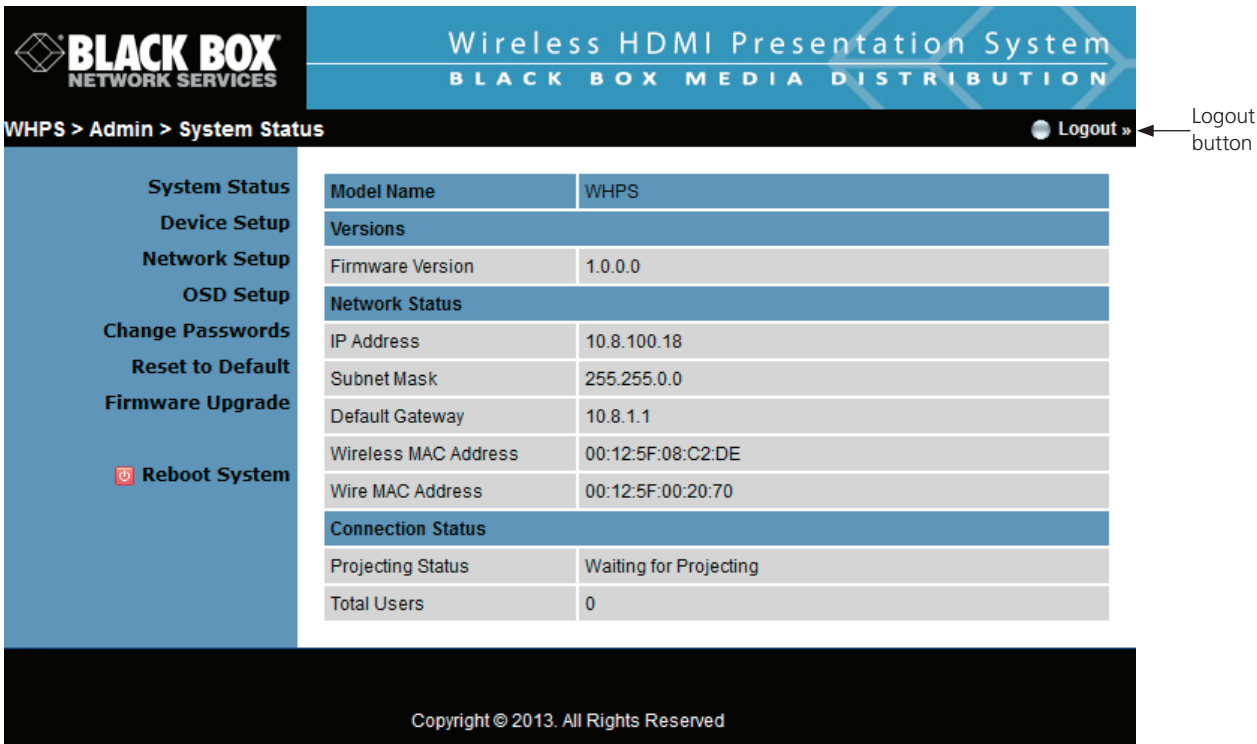 BLACK BOX
NETWORK SERVICES
Wireless HDMI Presentation System
BLACK BOX MEDIA DISTRIBUTION
WHPS > Admin > System Status
Logout »
Logout
button
System Status
Device Setup
Network Setup
OSD Setup
Change Passwords
Reset to Default
Firmware Upgrade
Reboot System
Model Name WHPS
Versions
Firmware Version 1.0.0.0
Network Status
IP Address 10.8.100.18
Subnet Mask 255.255.0.0
Default Gateway 10.8.1.1
Wireless MAC Address 00:12:5F:08:C2:DE
Wire MAC Address 00:12:5F:00:20:70
Connection Status
Projecting Status Waiting for Projecting
Total Users 0
Copyright © 2013. All Rights Reserved